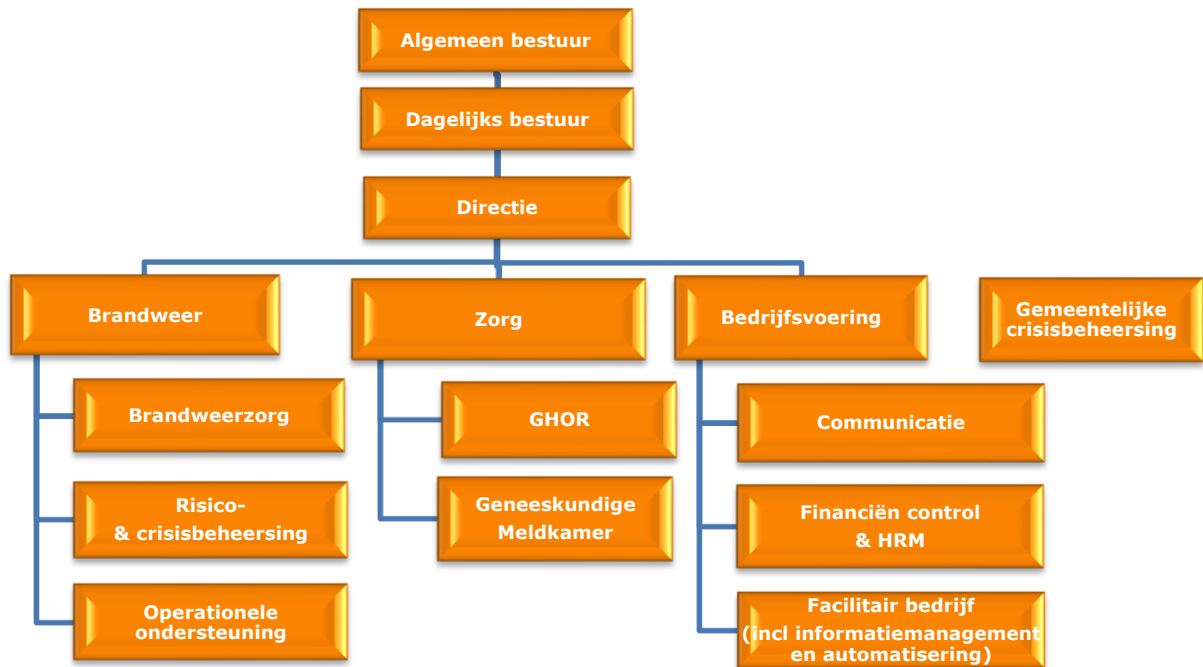 Algemeen bestuur
Dagelijks bestuur
Directie
Brandweer
Zorg
Bedrijfsvoering
Gemeentelijke
crisisbeheersing
Brandweerzorg
GHOR
Communicatie
Risico-
& crisisbeheersing
Geneeskundige
Meldkamer
Financiën control
& HRM
Operationele
ondersteuning
Facilitair bedrijf
(incl informatiemanagement
en automatisering)